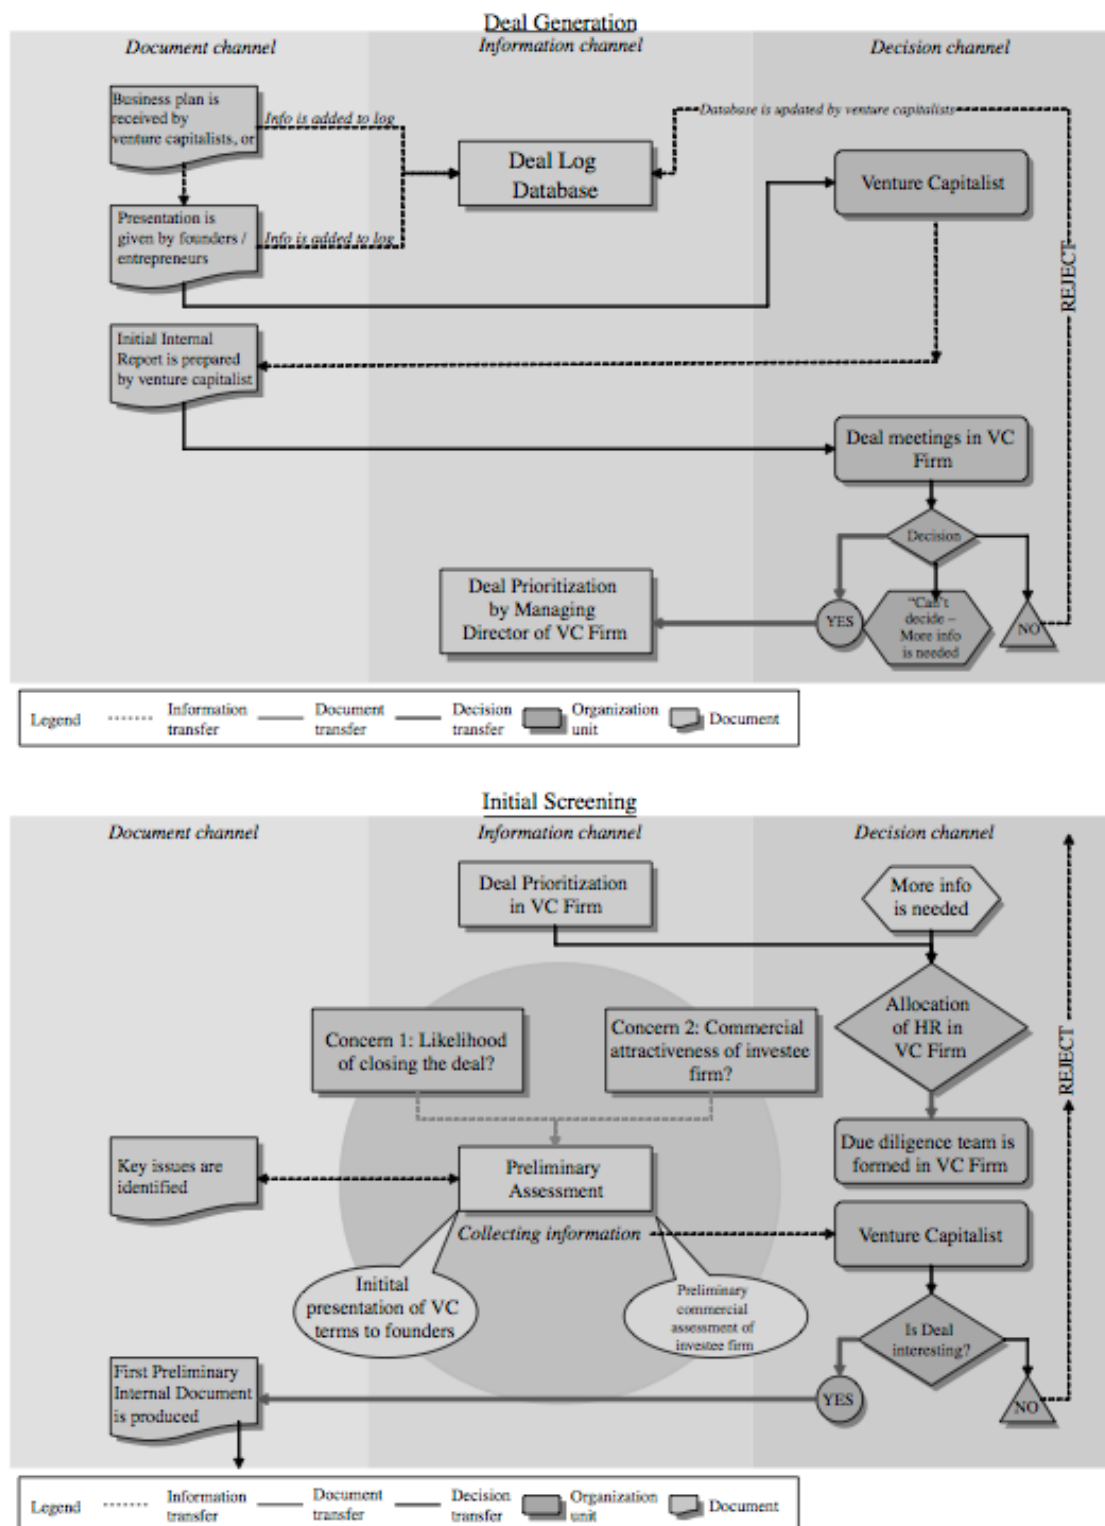 Deal Generation
Document channel
Information channel
Decision channel
Business plan is
received by
venture capitalists, or
Info is added to log
Database is updated by venture capitalists
Deal Log
Database
Venture Capitalist
Presentation is
given by founders /
entrepreneurs
Info is added to log
REJECT
Initial Internal
Report is prepared
by venture capitalist
Deal meetings in VC
Firm
Decision
Deal Prioritization
by Managing
Director of VC Firm
YES
"Can't
decide –
More info
is needed
NO
Legend
Information
transfer
Document
transfer
Decision
transfer
Organization
unit
Document
Initial Screening
Document channel
Information channel
Decision channel
Deal Prioritization
in VC Firm
More info
is needed
Concern 1: Likelihood
of closing the deal?
Concern 2: Commercial
attractiveness of investee
firm?
Allocation
of HR in
VC Firm
REJECT
Key issues are
identified
Preliminary
Assessment
Due diligence team is
formed in VC Firm
Collecting information
Venture Capitalist
Initital
presentation of VC
terms to founders
Preliminary
commercial
assessment of
investee firm
Is Deal
interesting?
First Preliminary
Internal Document
is produced
YES
NO
Legend
Information
transfer
Document
transfer
Decision
transfer
Organization
unit
Document